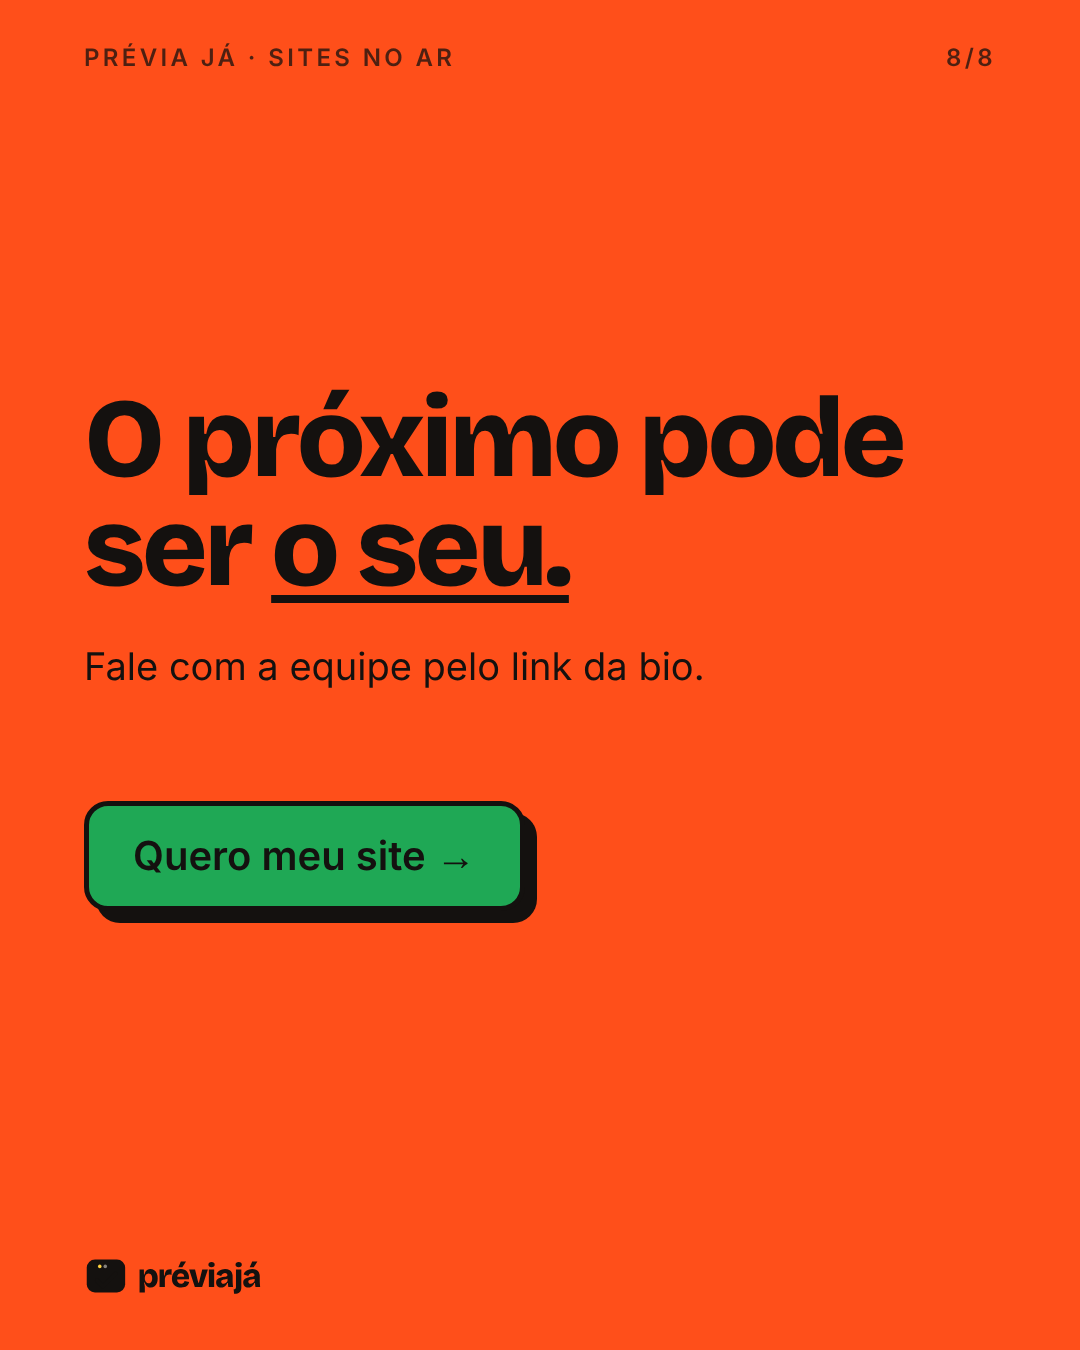 PRÉVIA JÁ · SITES NO AR
8/8
O próximo pode
ser o seu.
Fale com a equipe pelo link da bio.
Quero meu site →
préviajá